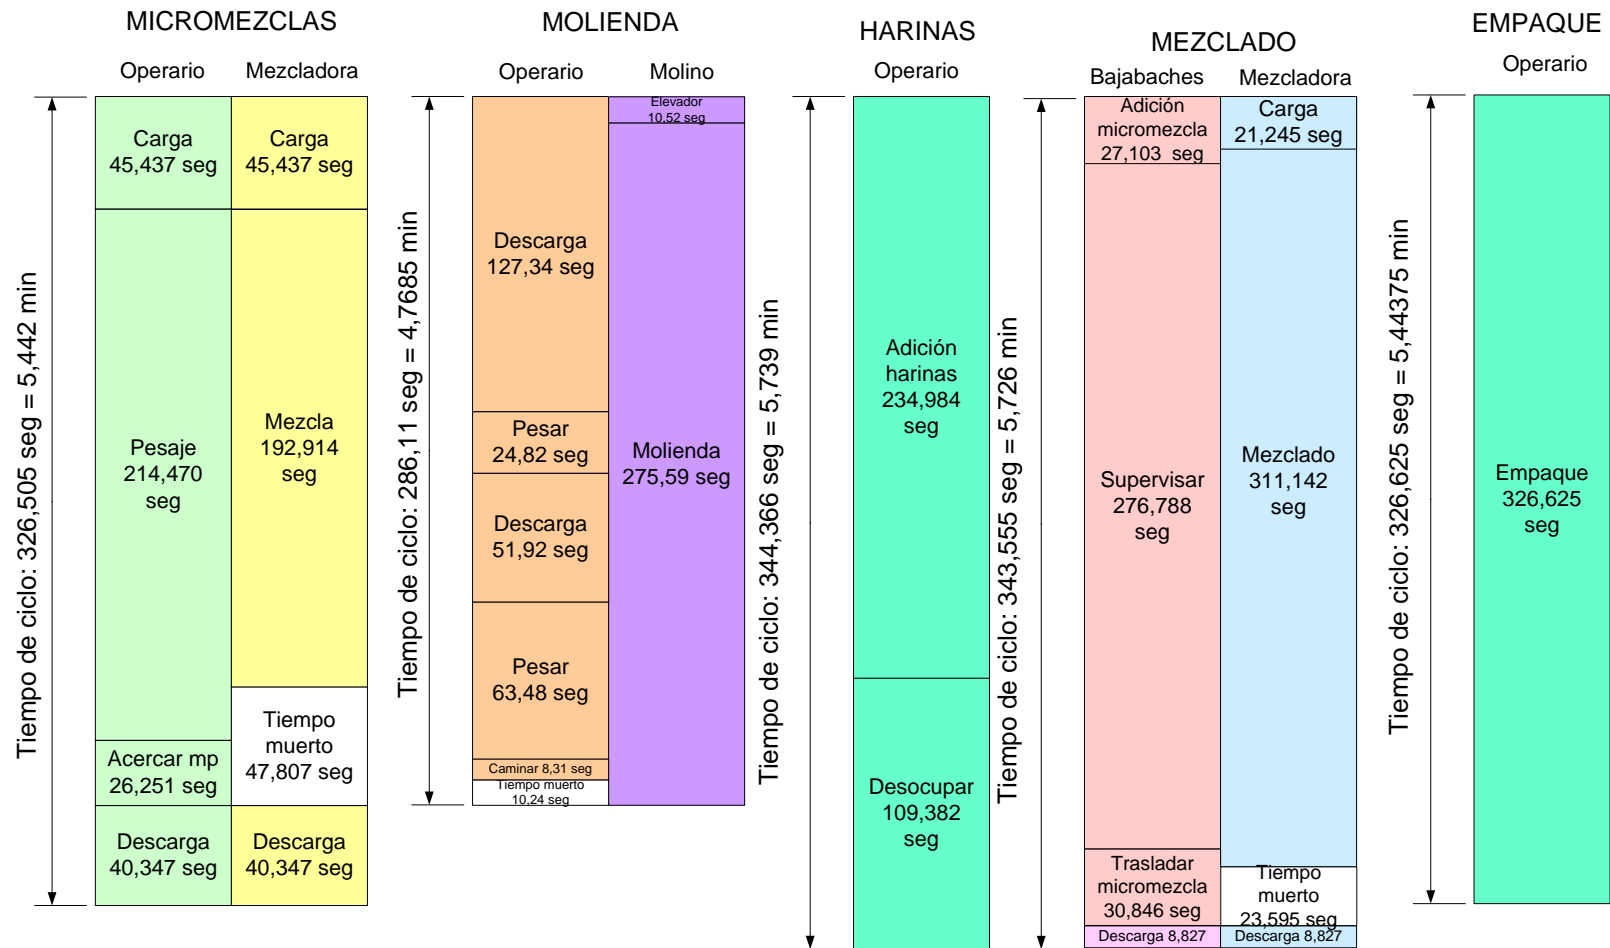 MICROMEZCLAS
Operario
Mezcladora
Tiempo de ciclo: 326,505 seg = 5,442 min
Carga
45,437 seg
Pesaje
214,470
seg
Acercar mp
26,251 seg
Descarga
40,347 seg
Carga
45,437 seg
Mezcla
192,914
seg
Tiempo
muerto
47,807 seg
Descarga
40,347 seg
MOLIENDA
Operario
Molino
Tiempo de ciclo: 286,11 seg = 4,7685 min
Descarga
127,34 seg
Pesar
24,82 seg
Descarga
51,92 seg
Pesar
63,48 seg
Caminar 8,31 seg
Tiempo muerto
10,24 seg
Elevador
10,52 seg
Molienda
275,59 seg
HARINAS
Operario
Tiempo de ciclo: 344,366 seg = 5,739 min
Adición
harinas
234,984
seg
Desocupar
109,382
seg
MEZCLADO
Bajabaches
Mezcladora
Tiempo de ciclo: 343,555 seg = 5,726 min
Adición
micromezcla
27,103 seg
Supervisar
276,788
seg
Trasladar
micromezcla
30,846 seg
Descarga 8,827
Carga
21,245 seg
Mezclado
311,142
seg
Tiempo
muerto
23,595 seg
Descarga 8,827
EMPAQUE
Operario
Tiempo de ciclo: 326,625 seg = 5,44375 min
Empaque
326,625
seg